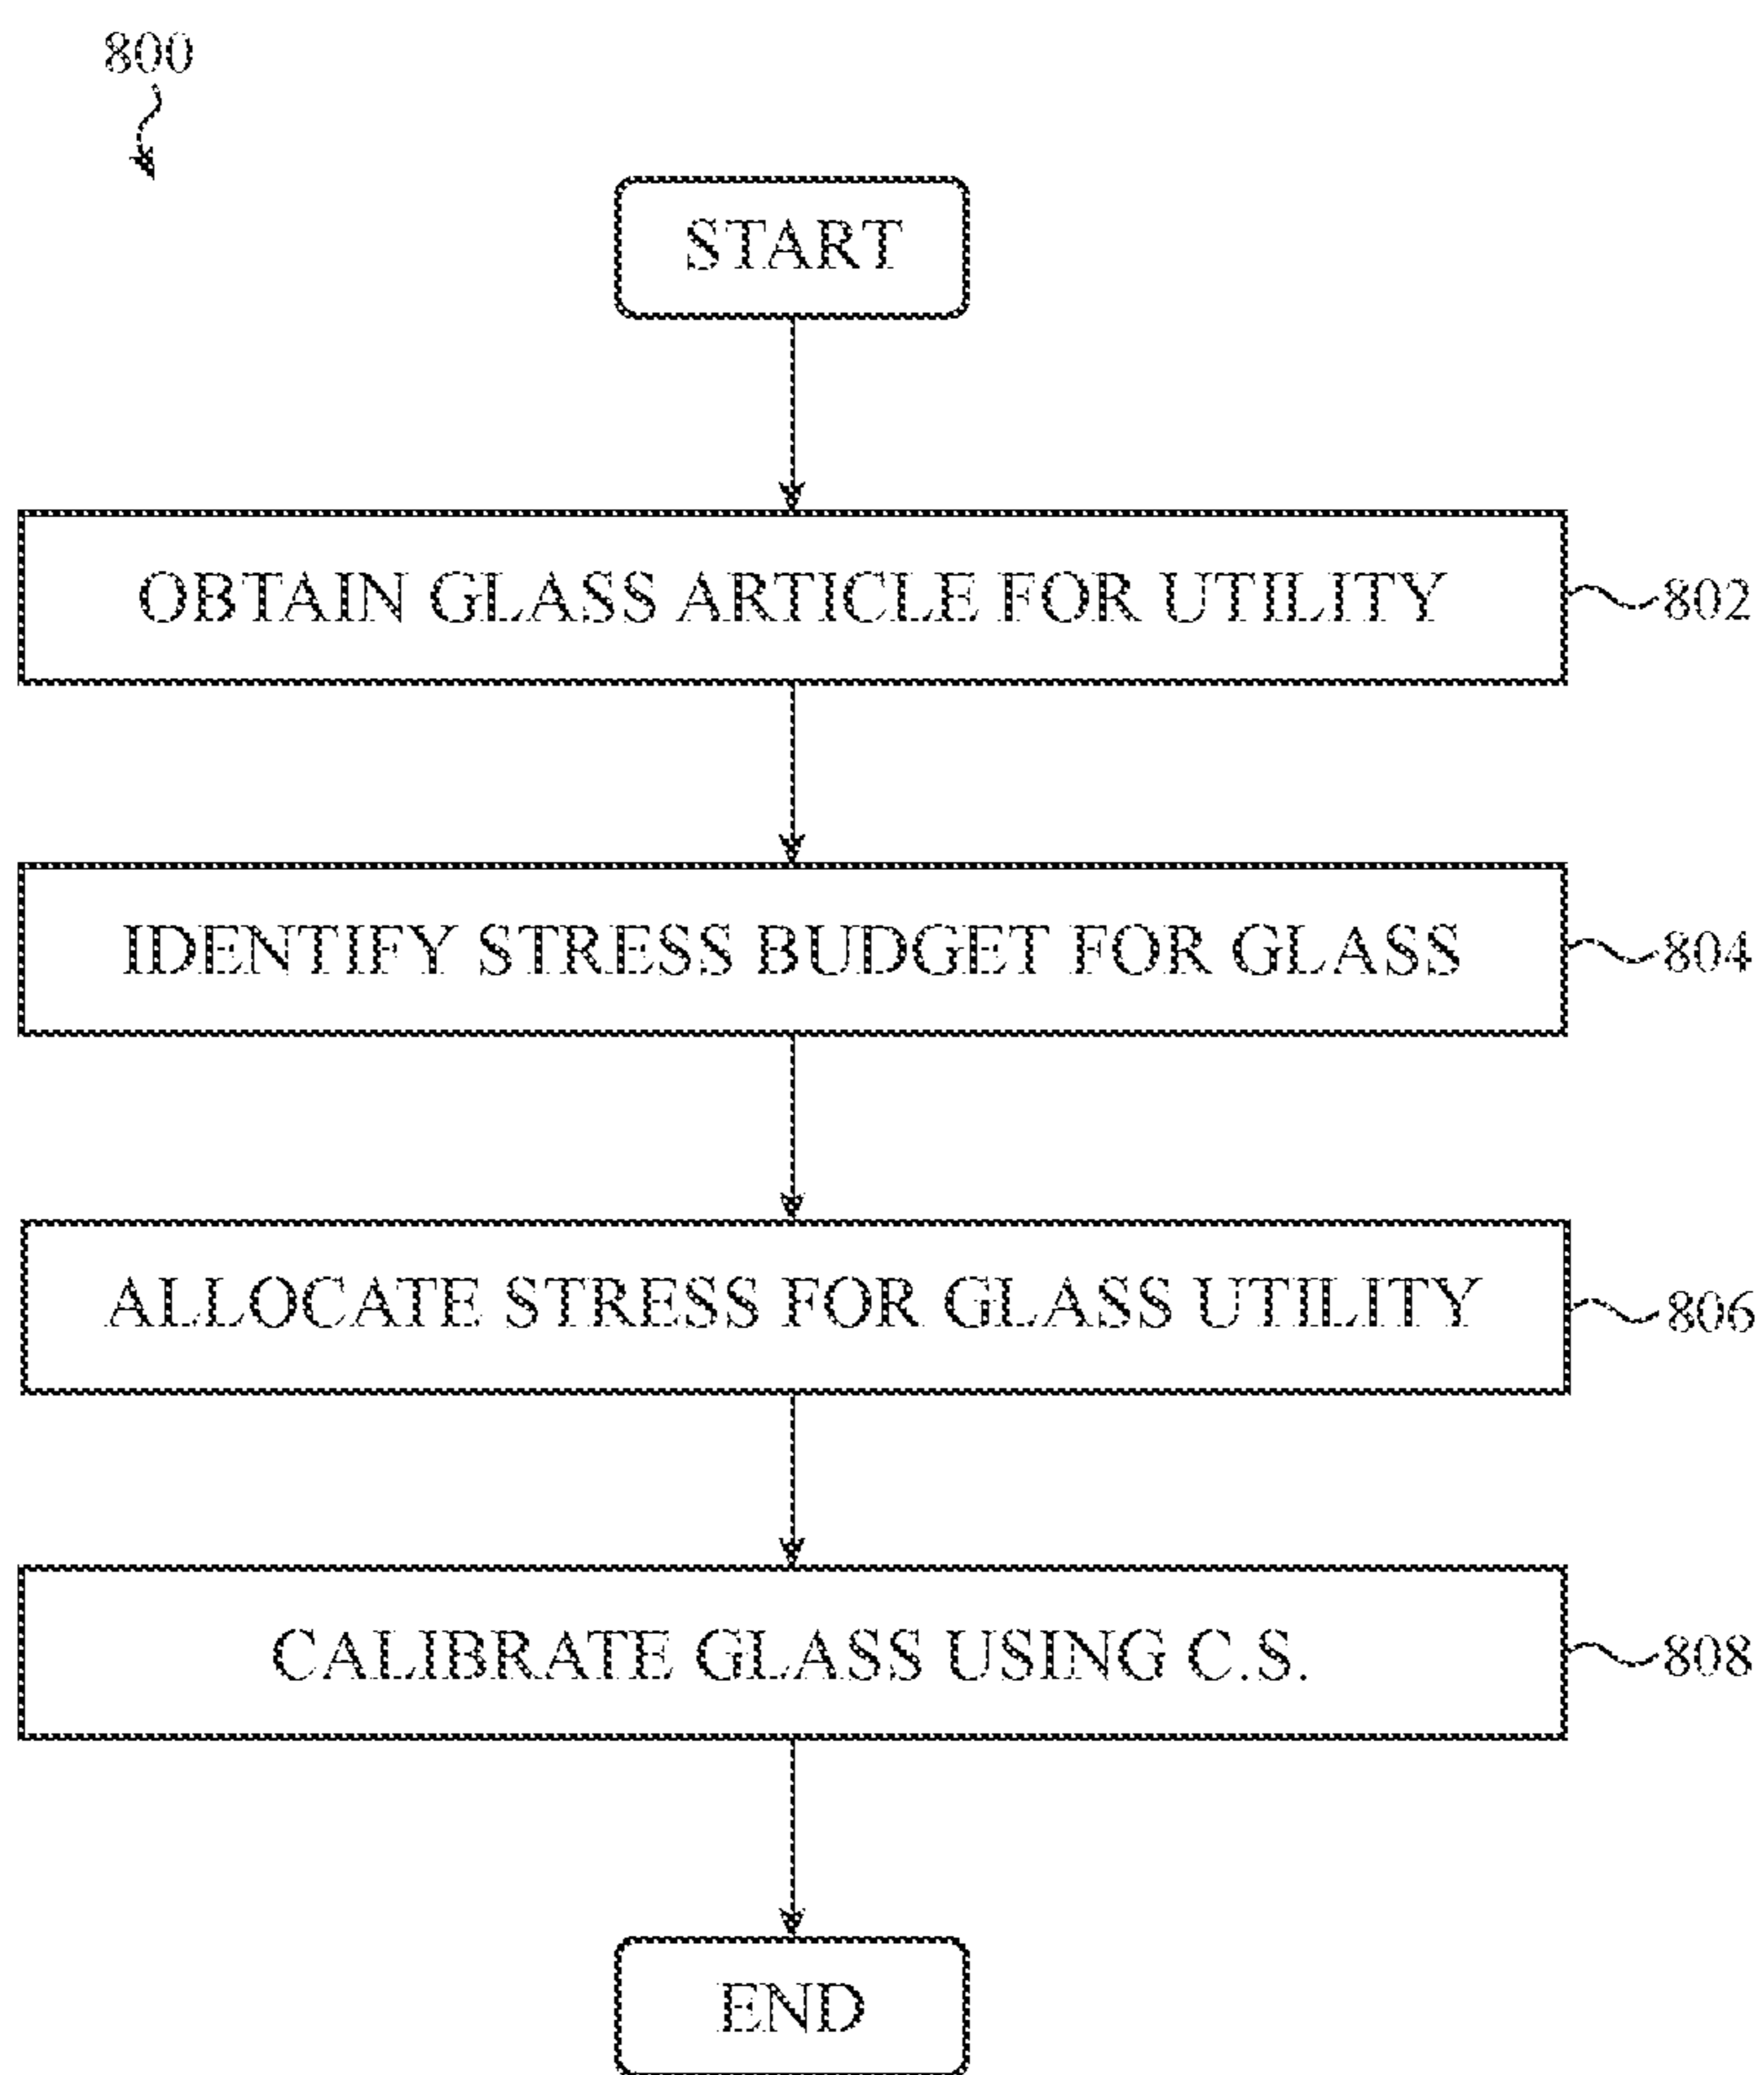 800
START
OBTAIN GLASS ARTICLE FOR UTILITY 802
IDENTIFY STRESS BUDGET FOR GLASS 804
ALLOCATE STRESS FOR GLASS UTILITY 806
CALIBRATE GLASS USING C.S. 808
END